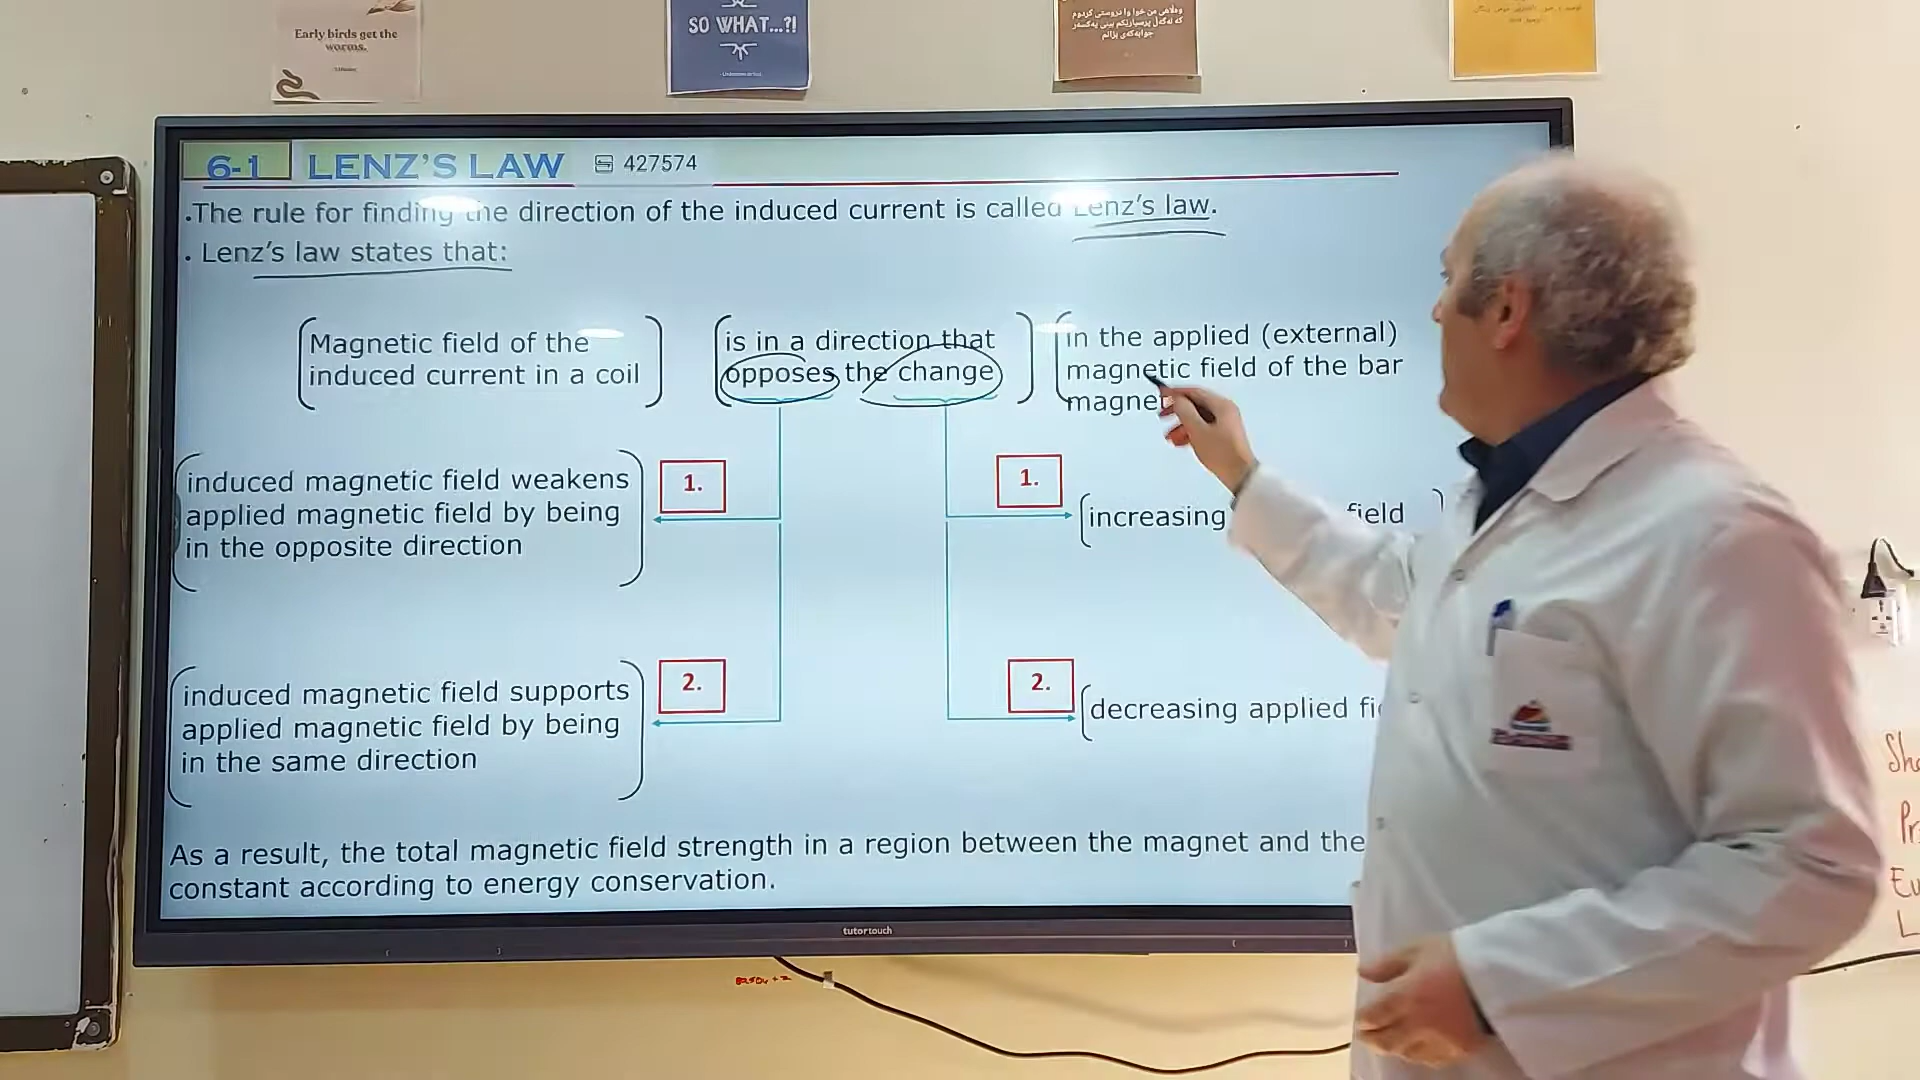 Early birds get the
worms.
SO WHAT...?!
6-1 LENZ'S LAW 427574
.The rule for finding the direction of the induced current is called Lenz's law.
. Lenz's law states that:
Magnetic field of the
induced current in a coil
is in a direction that
opposes the change
in the applied (external)
magnetic field of the bar
magnet
1.
induced magnetic field weakens
applied magnetic field by being
in the opposite direction
1.
increasing field
2.
induced magnetic field supports
applied magnetic field by being
in the same direction
2.
decreasing applied
As a result, the total magnetic field strength in a region between the magnet and the
constant according to energy conservation.
tutortouch